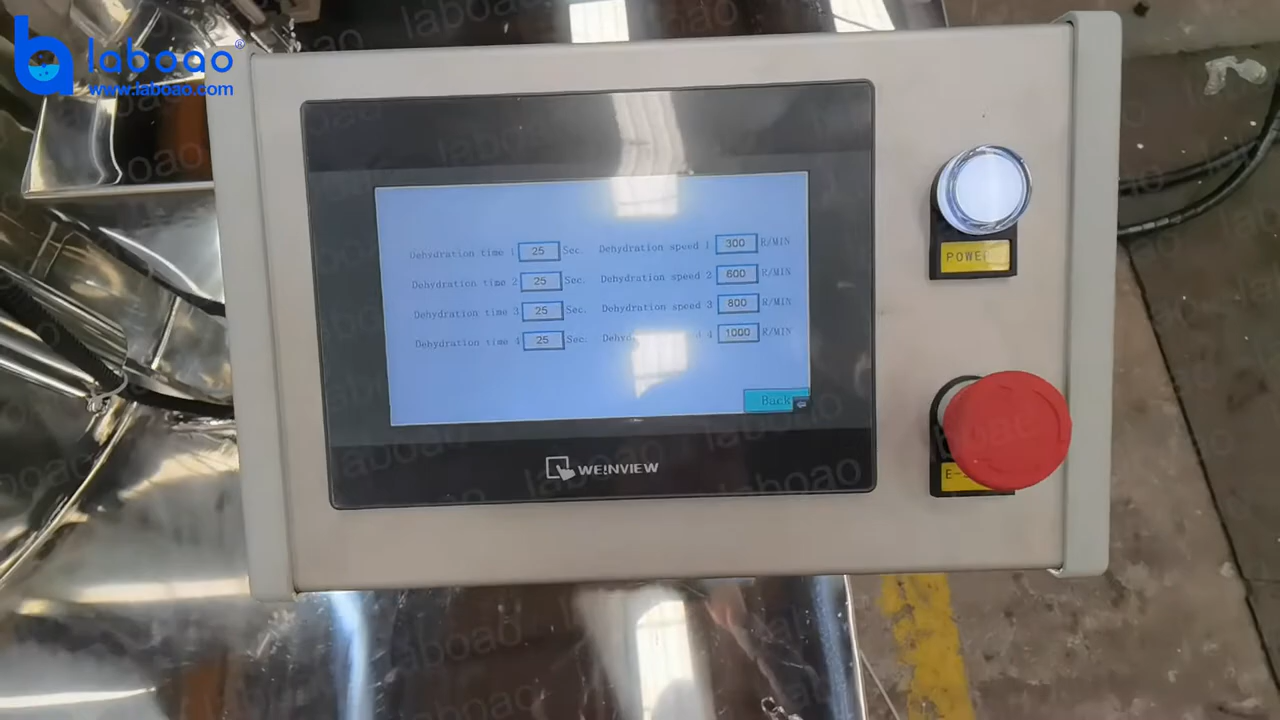 laboao®
www.laboao.com
Dehydration time 1 25 Sec. Dehydration speed 1 300 R/MIN
Dehydration time 2 25 Sec. Dehydration speed 2 600 R/MIN
Dehydration time 3 25 Sec. Dehydration speed 3 800 R/MIN
Dehydration time 4 25 Sec. 4 1000 R/MIN
Back
WEINVIEW
POWER